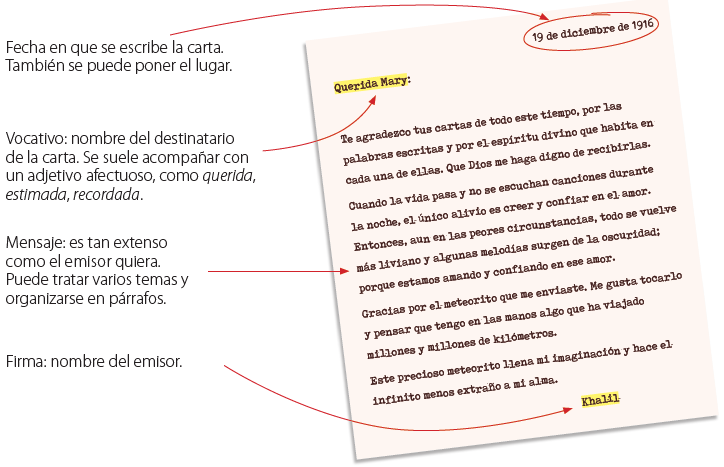 Fecha en que se escribe la carta.
También se puede poner el lugar.
Vocativo: nombre del destinatario
de la carta. Se suele acompañar con
un adjetivo afectuoso, como querida,
estimada, recordada.
Mensaje: es tan extenso
como el emisor quiera.
Puede tratar varios temas y
organizarse en párrafos.
Firma: nombre del emisor.
19 de diciembre de 1916
Querida Mary:
Te agradezco tus cartas de todo este tiempo, por las
palabras escritas y por el espíritu divino que habita en
cada una de ellas. Que Dios me haga digno de recibirlas.
Cuando la vida pasa y no se escuchan canciones durante
la noche, el único alivio es creer y confiar en el amor.
Entonces, aun en las peores circunstancias, todo se vuelve
más liviano y algunas melodías surgen de la oscuridad;
porque estamos amando y confiando en ese amor.
Gracias por el meteorito que me enviaste. Me gusta tocarlo
y pensar que tengo en las manos algo que ha viajado
millones y millones de kilómetros.
Este precioso meteorito llena mi imaginación y hace el
infinito menos extraño a mi alma.
Khalil